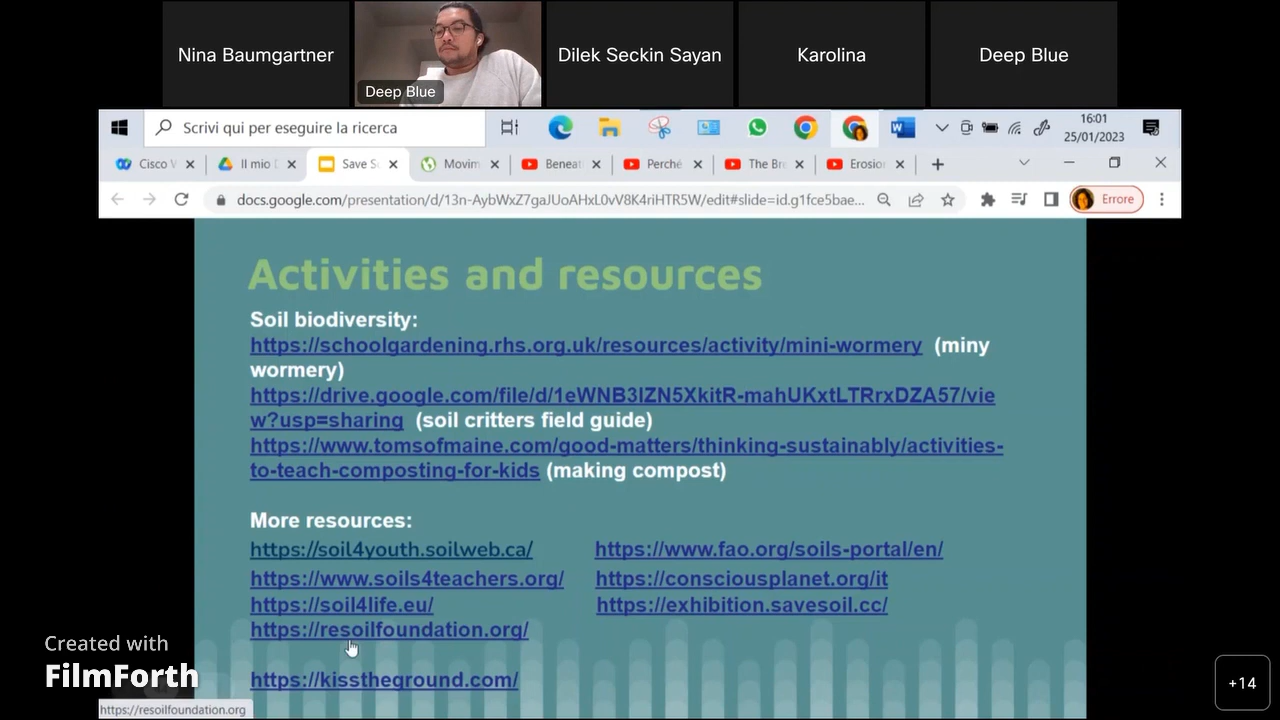 Nina Baumgartner
Deep Blue
Dilek Seckin Sayan
Karolina
Deep Blue
Scrivi qui per eseguire la ricerca
16:01
25/01/2023
Cisco
Il mio
Save S
Movim
Beneat
Perché
The Br
Erosion
docs.google.com/presentation/d/13n-AybWxZ7gaJUoAHxL0vV8K4riHTR5W/edit#slide=id.g1fce5bae...
Errore
Activities and resources
Soil biodiversity:
https://schoolgardening.rhs.org.uk/resources/activity/mini-wormery (miny
wormery)
https://drive.google.com/file/d/1eWNB3lZN5XkitR-mahUKxtLTRrxDZA57/vie
w?usp=sharing (soil critters field guide)
https://www.tomsofmaine.com/good-matters/thinking-sustainably/activities-
to-teach-composting-for-kids (making compost)
More resources:
https://soil4youth.soilweb.ca/ https://www.fao.org/soils-portal/en/
https://www.soils4teachers.org/ https://consciousplanet.org/it
https://soil4life.eu/ https://exhibition.savesoil.cc/
https://resoilfoundation.org/
https://kisstheground.com/
Created with
FilmForth
https://resoilfoundation.org
+14